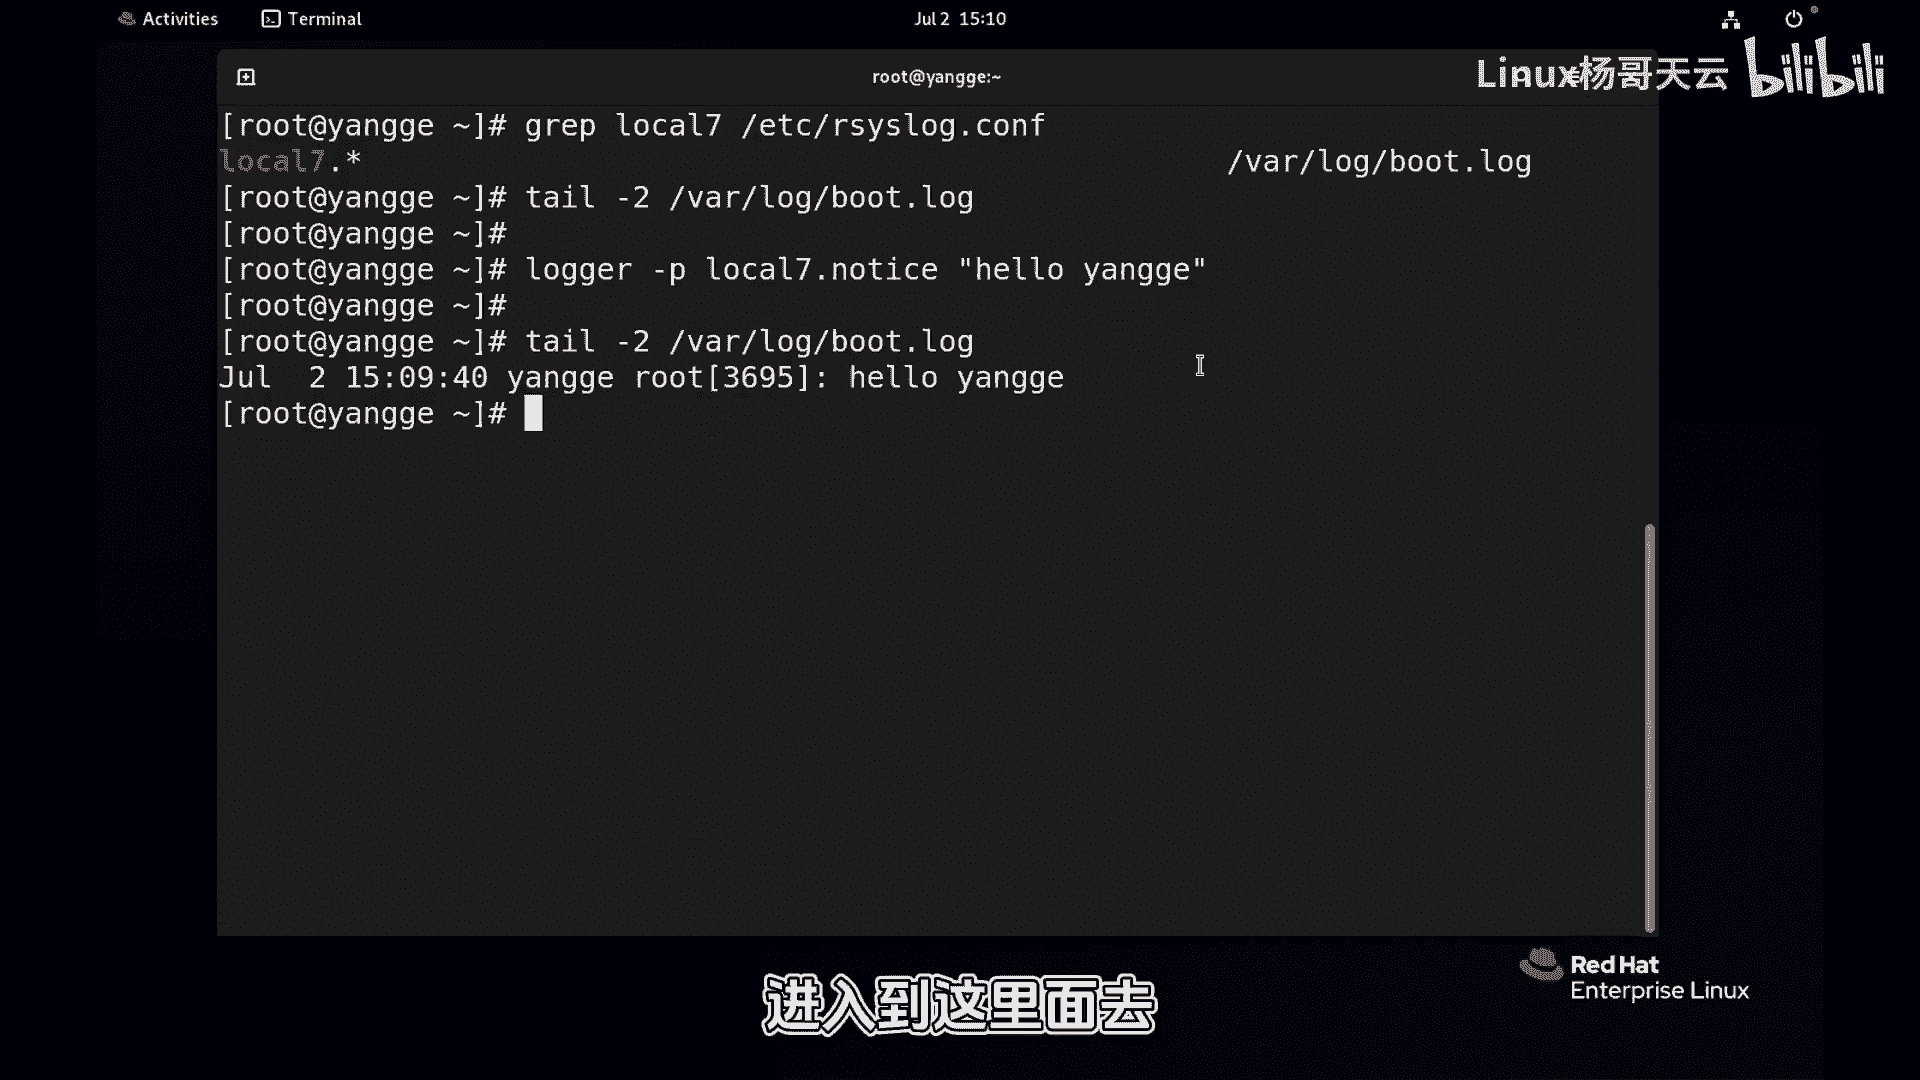 Activities Terminal Jul 2 15:10
root@yangge:~
Linux杨哥天云 bilibili
[root@yangge ~]# grep local7 /etc/rsyslog.conf
local7.* /var/log/boot.log
[root@yangge ~]# tail -2 /var/log/boot.log
[root@yangge ~]#
[root@yangge ~]# logger -p local7.notice "hello yangge"
[root@yangge ~]#
[root@yangge ~]# tail -2 /var/log/boot.log
Jul  2 15:09:40 yangge root[3695]: hello yangge
[root@yangge ~]#
Red Hat
Enterprise Linux
进入到这里面去